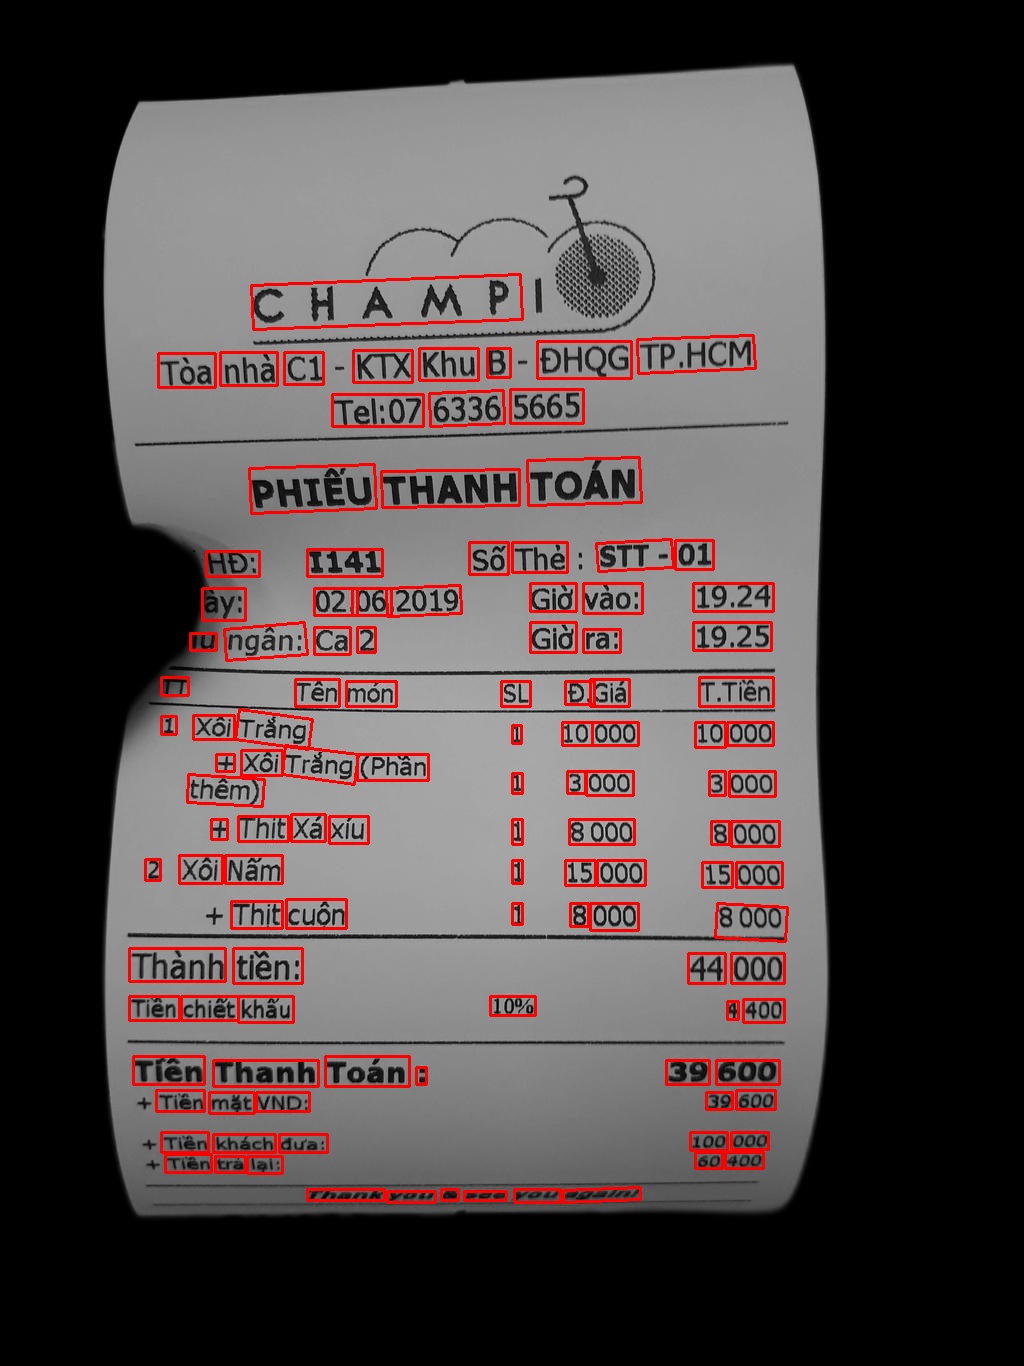 CHAMPI
Tòa nhà C1 - KTX Khu B - ĐHQG TP.HCM
Tel:07 6336 5665
PHIẾU THANH TOÁN
HĐ: I141 Số Thẻ : STT - 01
ày: 02.06.2019 Giờ vào: 19.24
ngân: Ca 2 Giờ ra: 19.25
TT Tên món SL Đ.Giá T.Tiền
1 Xôi Trắng 1 10 000 10 000
+ Xôi Trắng (Phần thêm) 1 3 000 3 000
+ Thit Xá xíu 1 8 000 8 000
2 Xôi Nấm 1 15 000 15 000
+ Thit cuộn 1 8 000 8 000
Thành tiền: 44 000
Tiền chiết khấu 10% 4 400
Tiền Thanh Toán : 39 600
+ Tiền mặt VND: 39 600
+ Tiền khách đưa: 100 000
+ Tiền trả lại: 60 400
Thank you & see you again!